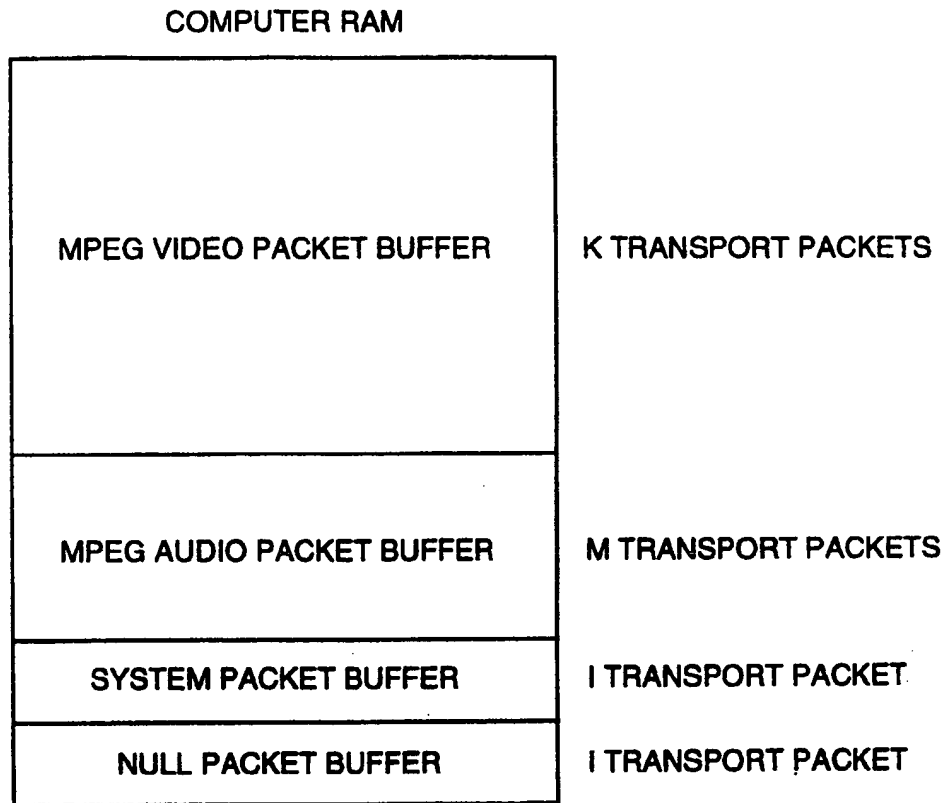 COMPUTER RAM
MPEG VIDEO PACKET BUFFER
K TRANSPORT PACKETS
MPEG AUDIO PACKET BUFFER
M TRANSPORT PACKETS
SYSTEM PACKET BUFFER
I TRANSPORT PACKET
NULL PACKET BUFFER
I TRANSPORT PACKET